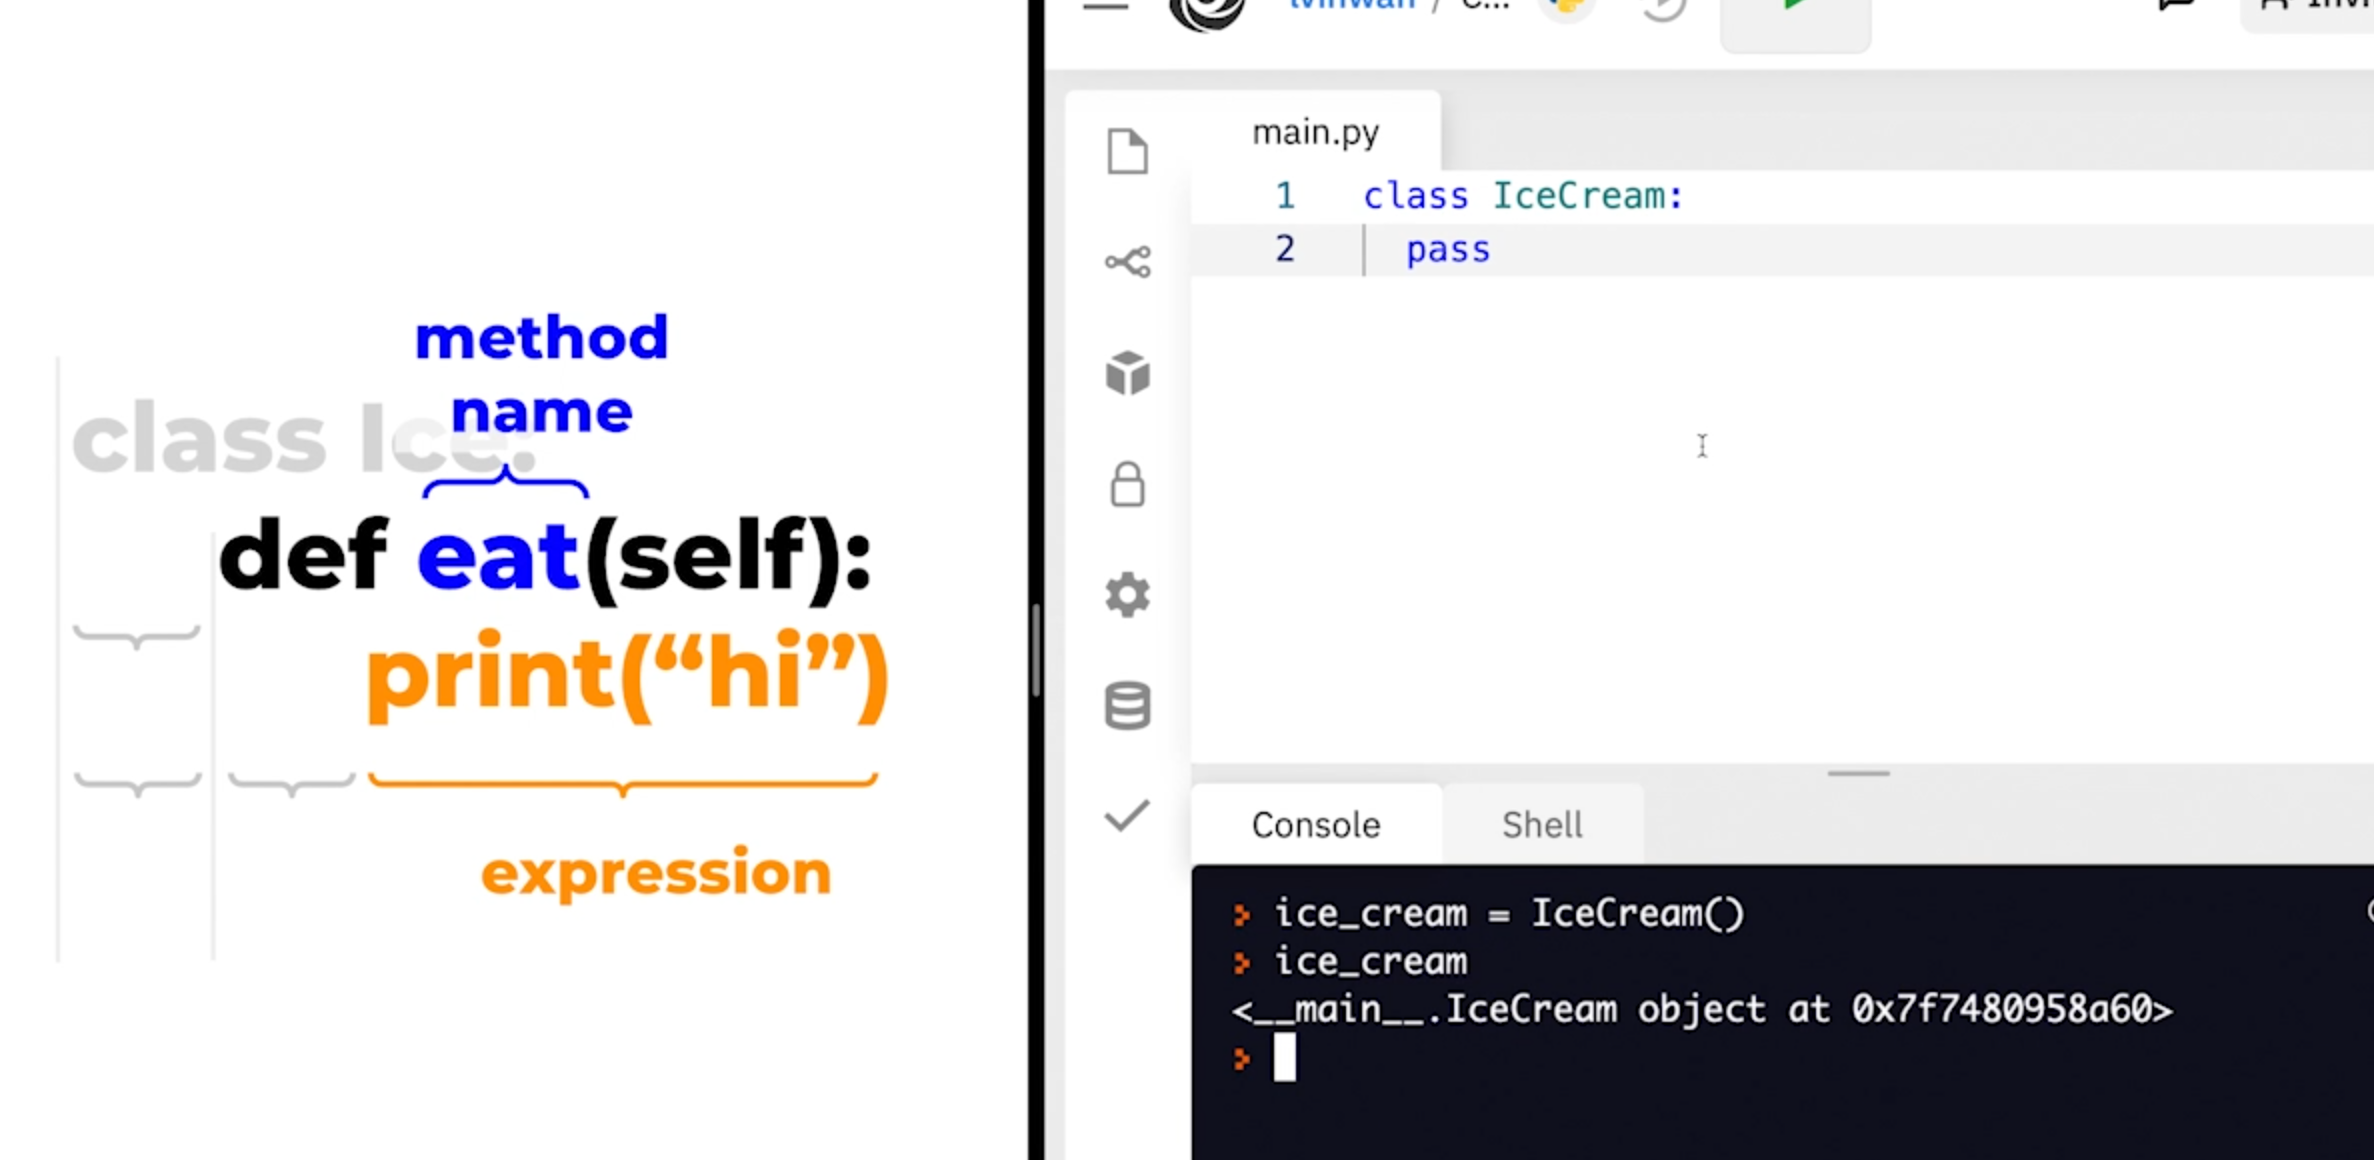 method
name
class Ice:
def eat(self):
print(“hi”)
expression
main.py
1 class IceCream:
2 pass
Console
Shell
> ice_cream = IceCream()
> ice_cream
<__main__.IceCream object at 0x7f7480958a60>
>